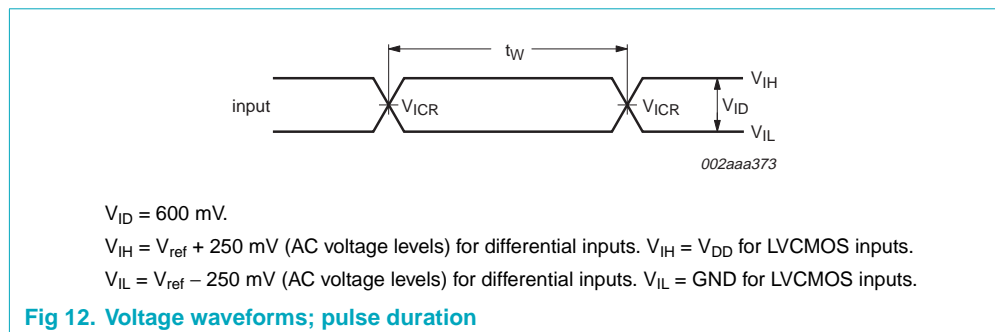 tW
VIH
input
VICR
VICR
VID
VIL
002aaa373
VID = 600 mV.
VIH = Vref + 250 mV (AC voltage levels) for differential inputs. VIH = VDD for LVCMOS inputs.
VIL = Vref − 250 mV (AC voltage levels) for differential inputs. VIL = GND for LVCMOS inputs.
Fig 12. Voltage waveforms; pulse duration